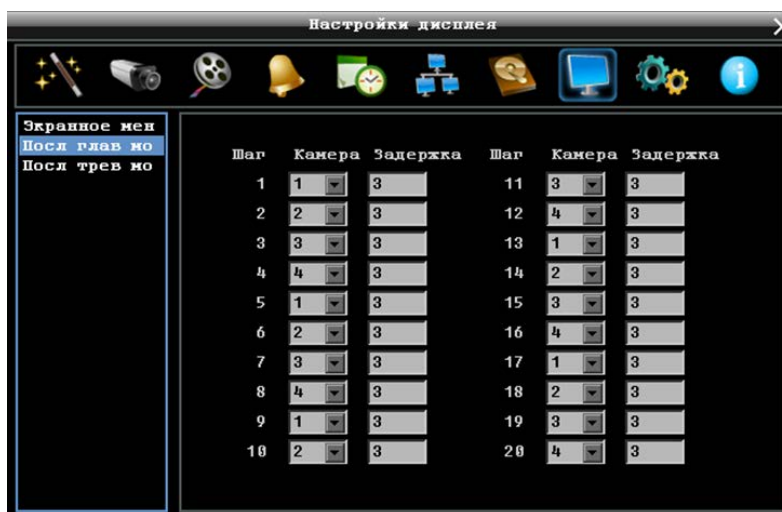 Настройки дисплея
Экранное мен
Посл глав мо
Посл трев мо
Шаг Камера Задержка Шаг Камера Задержка
1 1 3 11 3 3
2 2 3 12 4 3
3 3 3 13 1 3
4 4 3 14 2 3
5 1 3 15 3 3
6 2 3 16 4 3
7 3 3 17 1 3
8 4 3 18 2 3
9 1 3 19 3 3
10 2 3 20 4 3